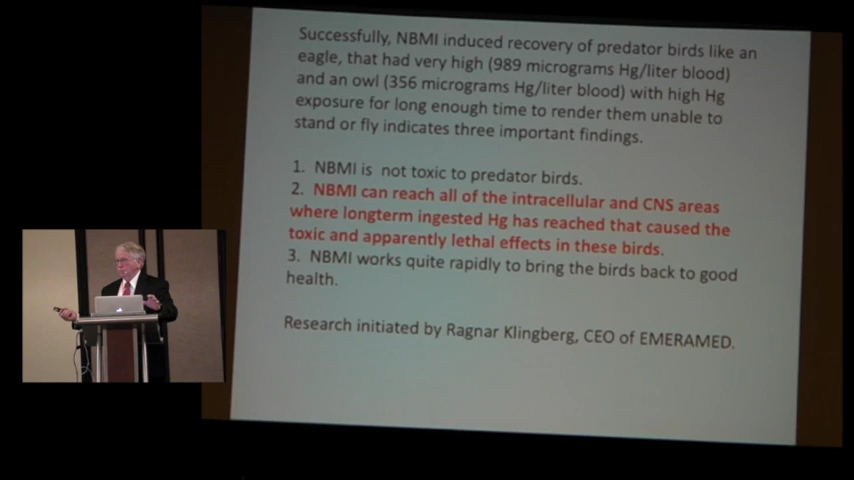 Successfully, NBMI induced recovery of predator birds like an
eagle, that had very high (989 micrograms Hg/liter blood)
and an owl (356 micrograms Hg/liter blood) with high Hg
exposure for long enough time to render them unable to
stand or fly indicates three important findings.
1. NBMI is not toxic to predator birds.
2. NBMI can reach all of the intracellular and CNS areas
where longterm ingested Hg has reached that caused the
toxic and apparently lethal effects in these birds.
3. NBMI works quite rapidly to bring the birds back to good
health.
Research initiated by Ragnar Klingberg, CEO of EMERAMED.